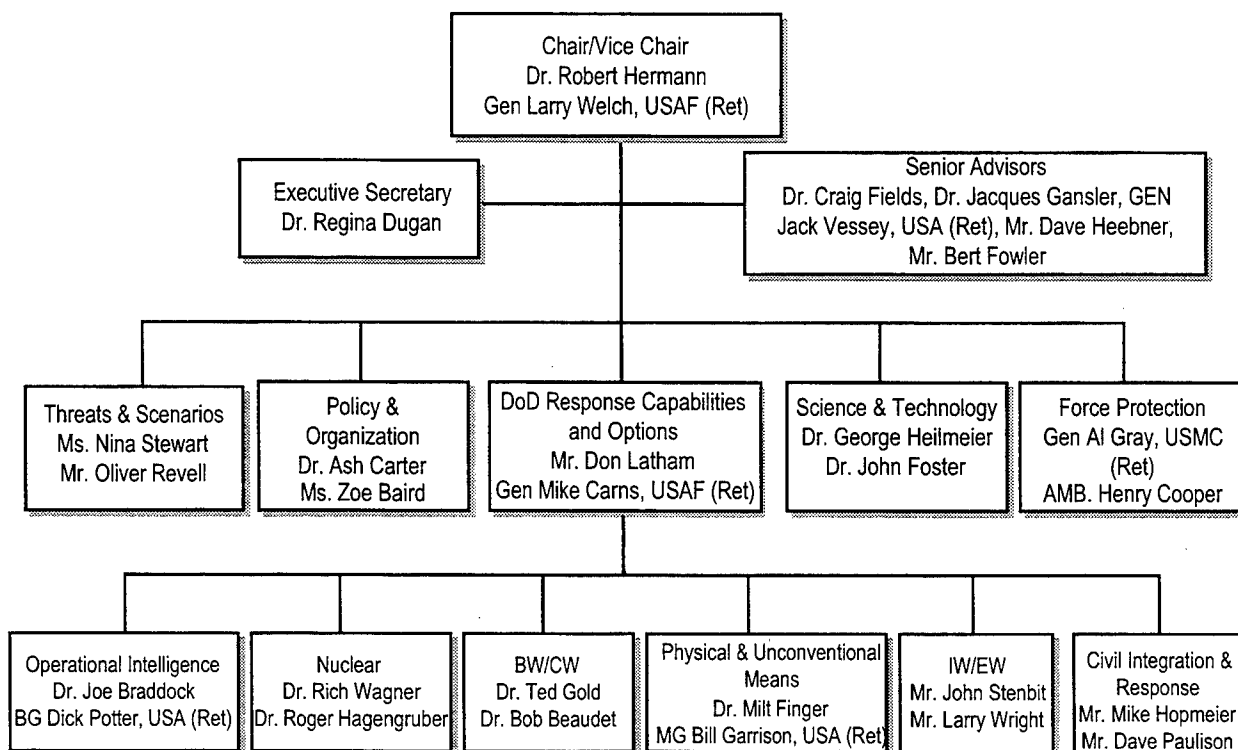 Chair/Vice Chair
Dr. Robert Hermann
Gen Larry Welch, USAF (Ret)
Executive Secretary
Dr. Regina Dugan
Senior Advisors
Dr. Craig Fields, Dr. Jacques Gansler, GEN
Jack Vessey, USA (Ret), Mr. Dave Heebner,
Mr. Bert Fowler
Threats & Scenarios
Ms. Nina Stewart
Mr. Oliver Revell
Policy &
Organization
Dr. Ash Carter
Ms. Zoe Baird
DoD Response Capabilities
and Options
Mr. Don Latham
Gen Mike Carns, USAF (Ret)
Science & Technology
Dr. George Heilmeier
Dr. John Foster
Force Protection
Gen Al Gray, USMC
(Ret)
AMB. Henry Cooper
Operational Intelligence
Dr. Joe Braddock
BG Dick Potter, USA (Ret)
Nuclear
Dr. Rich Wagner
Dr. Roger Hagengruber
BW/CW
Dr. Ted Gold
Dr. Bob Beaudet
Physical & Unconventional
Means
Dr. Milt Finger
MG Bill Garrison, USA (Ret)
IW/EW
Mr. John Stenbit
Mr. Larry Wright
Civil Integration &
Response
Mr. Mike Hopmeier
Mr. Dave Paulison